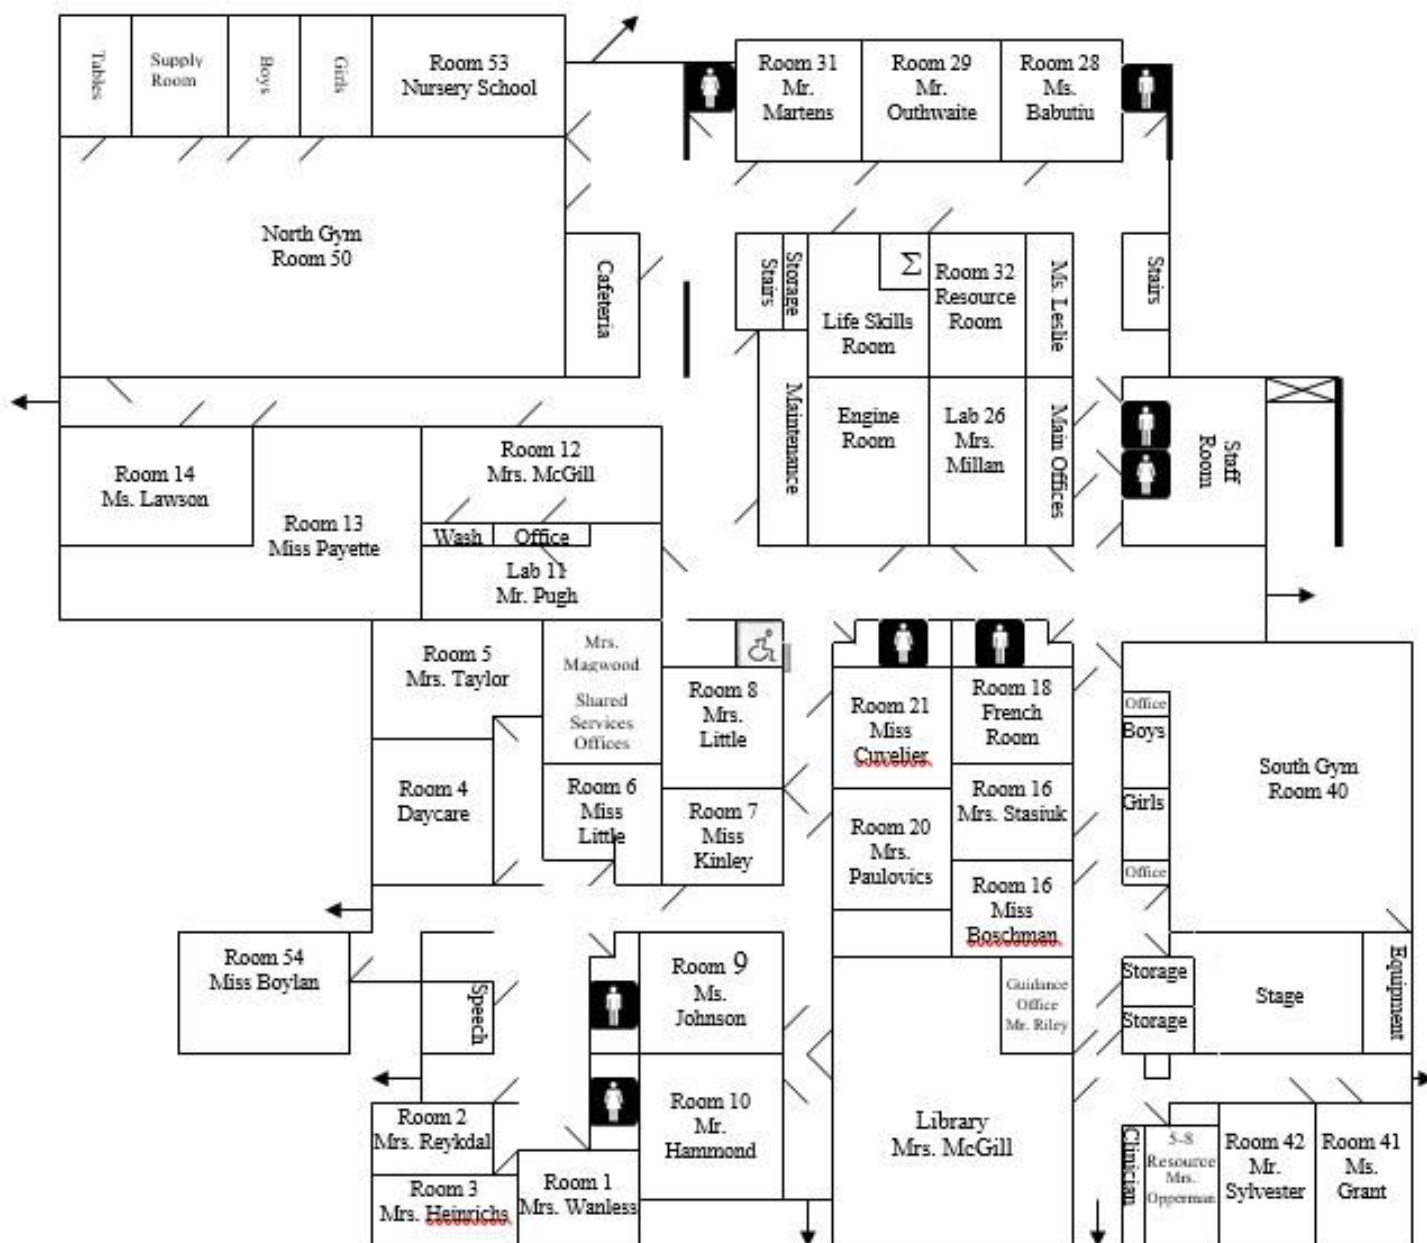 Tables
Supply
Room
Boys
Girls
Room 53
Nursery School
Room 31
Mr.
Martens
Room 29
Mr.
Outhwaite
Room 28
Ms.
Babutiu
North Gym
Room 50
Cafeteria
Stairs
Storage
Σ
Life Skills
Room
Room 32
Resource
Room
Ms. Leslie
Stairs
Maintenance
Engine
Room
Lab 26
Mrs.
Millan
Main Offices
Staff
Room
Room 14
Ms. Lawson
Room 13
Miss Payette
Room 12
Mrs. McGill
Wash
Office
Lab 11
Mr. Pugh
Room 5
Mrs. Taylor
Mrs.
Magwood
Shared
Services
Offices
Room 8
Mrs.
Little
Room 21
Miss
Cuvelier
Room 18
French
Room
Office
Boys
Girls
Office
South Gym
Room 40
Room 4
Daycare
Room 6
Miss
Little
Room 7
Miss
Kinley
Room 20
Mrs.
Paulovics
Room 16
Mrs. Stasiuk
Room 16
Miss
Boschman
Room 54
Miss Boylan
Speech
Room 9
Ms.
Johnson
Guidance
Office
Mr. Riley
Storage
Storage
Stage
Equipment
Room 2
Mrs. Reykdal
Room 3
Mrs. Heinrichs
Room 1
Mrs. Wanless
Room 10
Mr.
Hammond
Library
Mrs. McGill
Clinician
5-8
Resource
Mrs.
Opperman
Room 42
Mr.
Sylvester
Room 41
Ms.
Grant